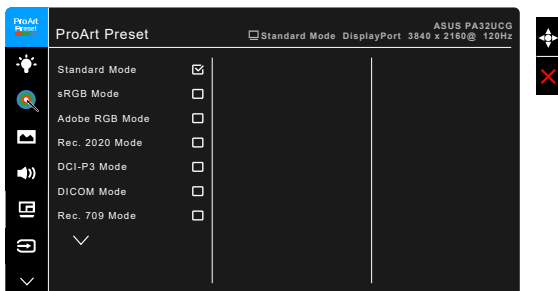 ProArt
Preset
ProArt Preset
ASUS PA32UCG
Standard Mode DisplayPort 3840 x 2160@ 120Hz
Standard Mode
sRGB Mode
Adobe RGB Mode
Rec. 2020 Mode
DCI-P3 Mode
DICOM Mode
Rec. 709 Mode